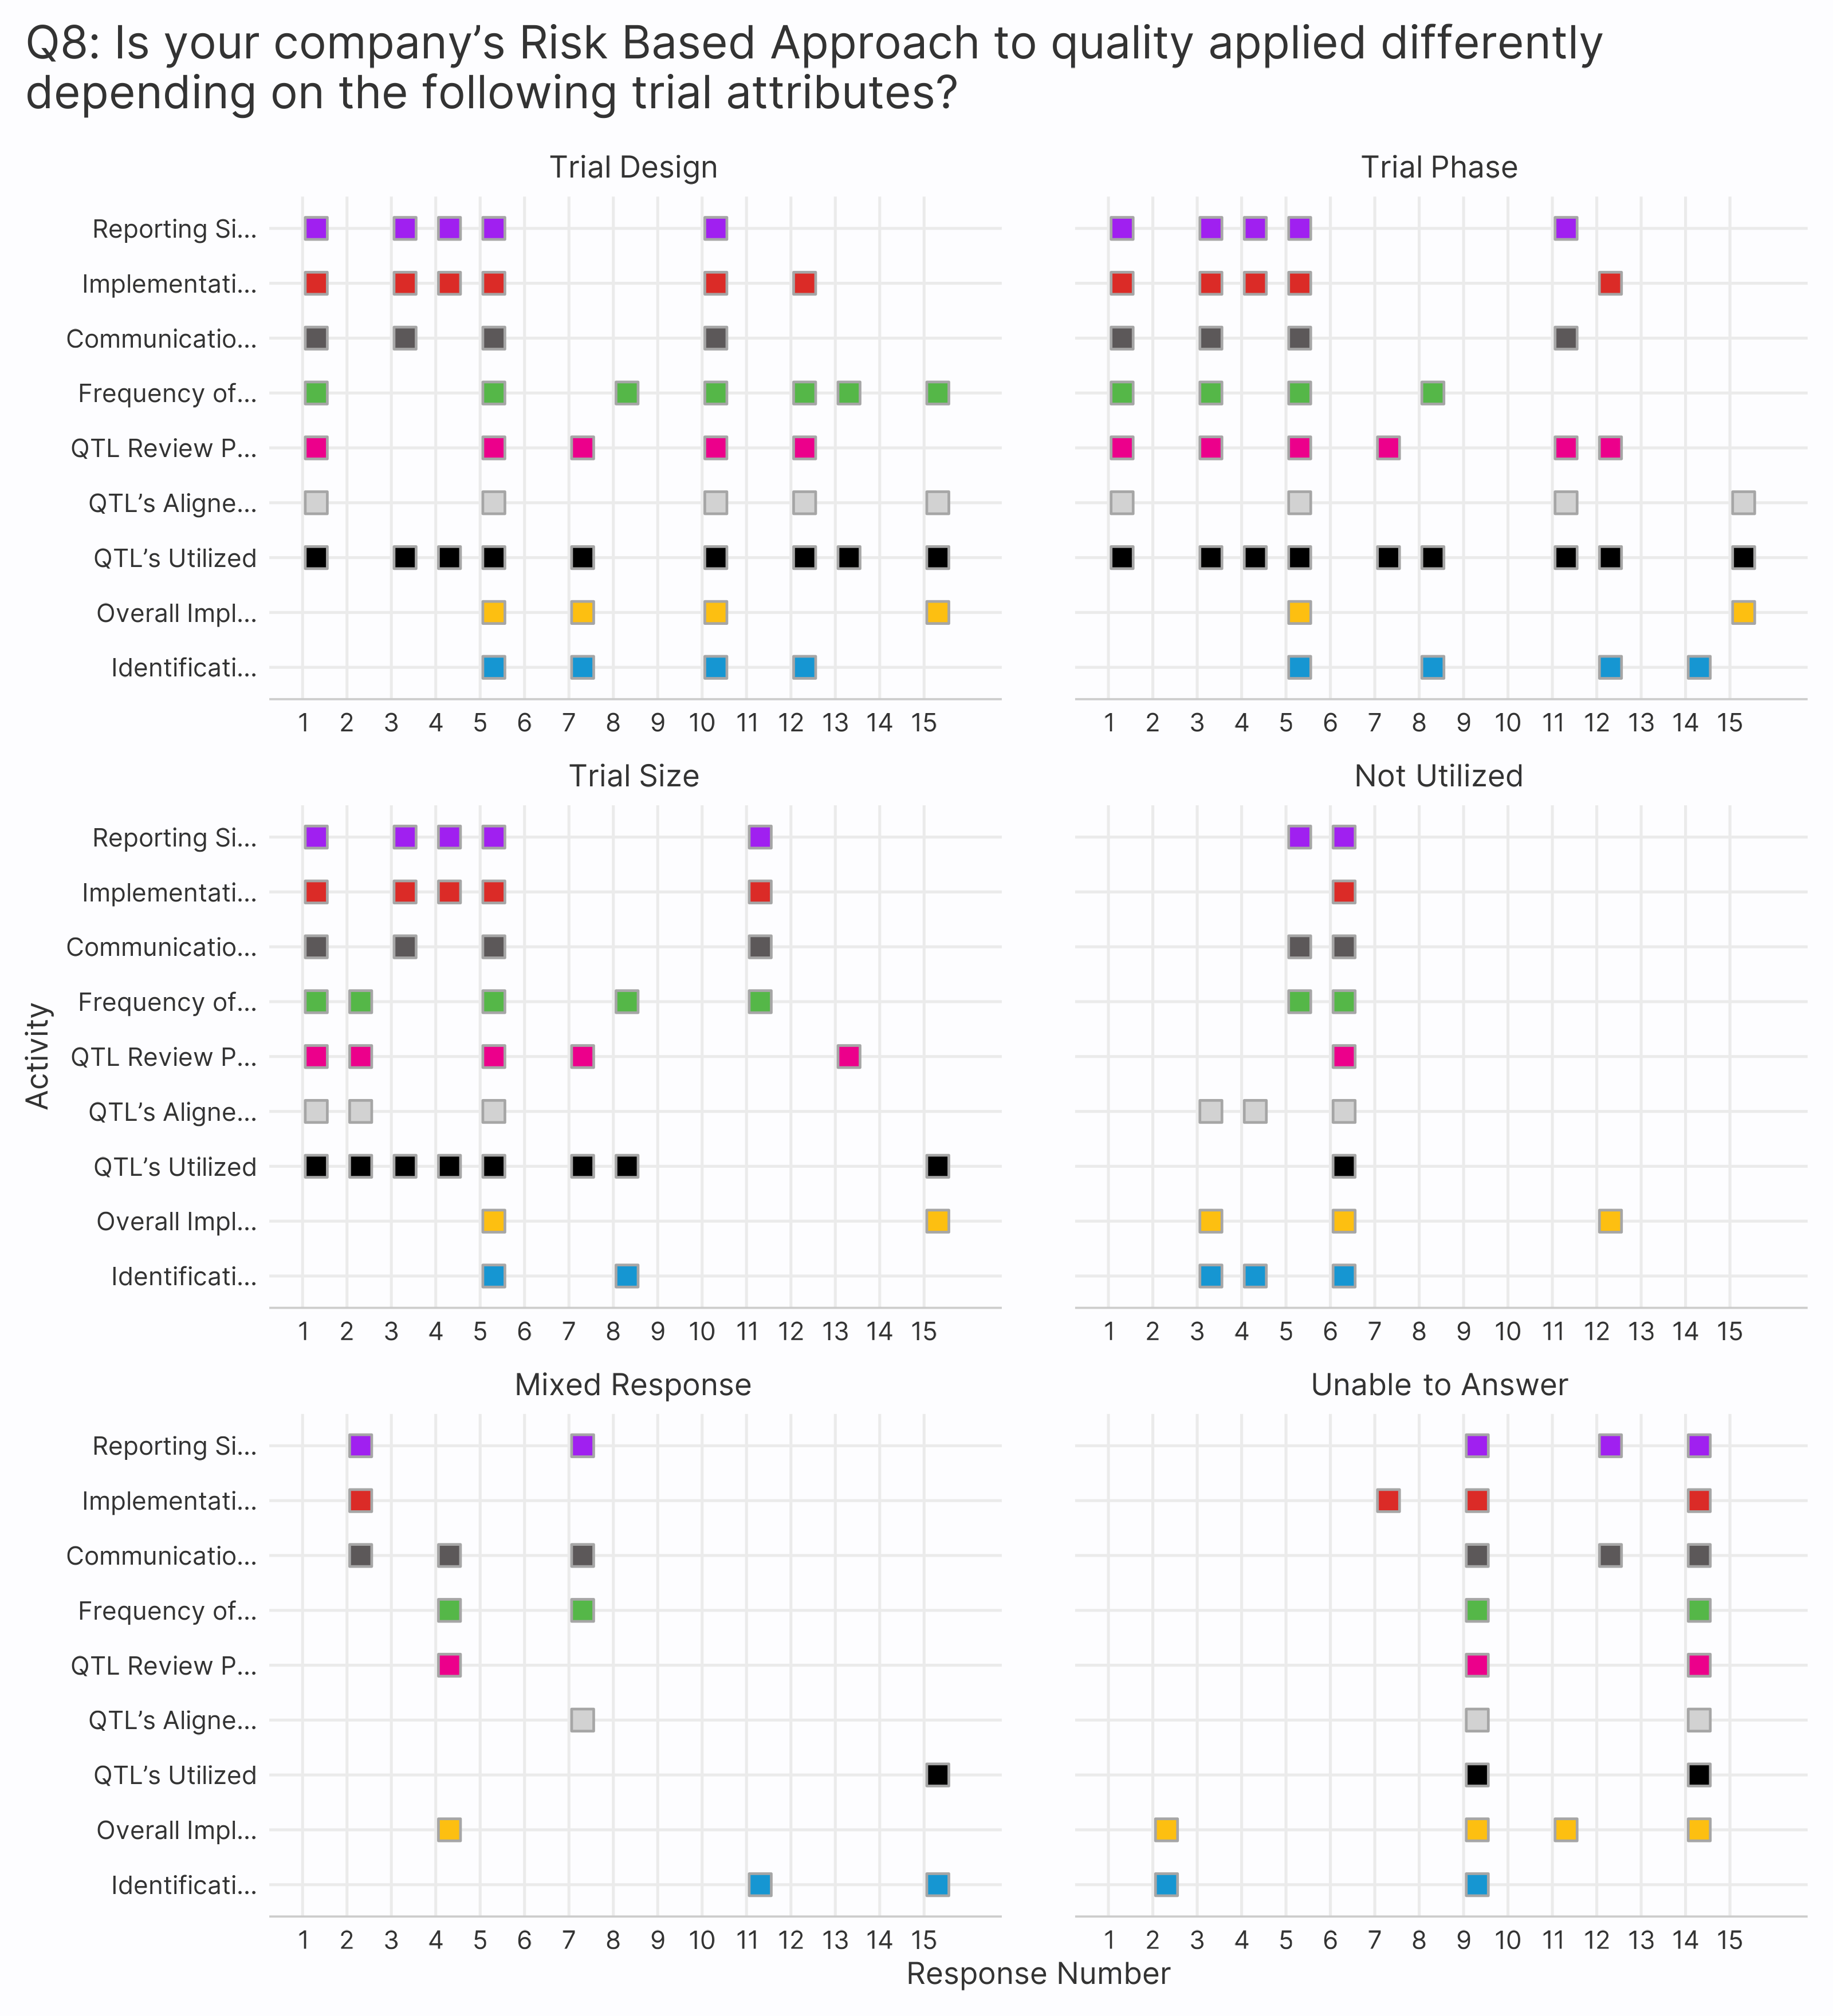 Q8: Is your company’s Risk Based Approach to quality applied differently
depending on the following trial attributes?
Trial Design
Reporting Si...
Implementati...
Communicatio...
Frequency of...
QTL Review P...
QTL’s Aligne...
QTL’s Utilized
Overall Impl...
Identificati...
1 2 3 4 5 6 7 8 9 10 11 12 13 14 15
Trial Phase
1 2 3 4 5 6 7 8 9 10 11 12 13 14 15
Trial Size
Reporting Si...
Implementati...
Communicatio...
Frequency of...
QTL Review P...
QTL’s Aligne...
QTL’s Utilized
Overall Impl...
Identificati...
1 2 3 4 5 6 7 8 9 10 11 12 13 14 15
Not Utilized
1 2 3 4 5 6 7 8 9 10 11 12 13 14 15
Activity
Mixed Response
Reporting Si...
Implementati...
Communicatio...
Frequency of...
QTL Review P...
QTL’s Aligne...
QTL’s Utilized
Overall Impl...
Identificati...
1 2 3 4 5 6 7 8 9 10 11 12 13 14 15
Unable to Answer
1 2 3 4 5 6 7 8 9 10 11 12 13 14 15
Response Number